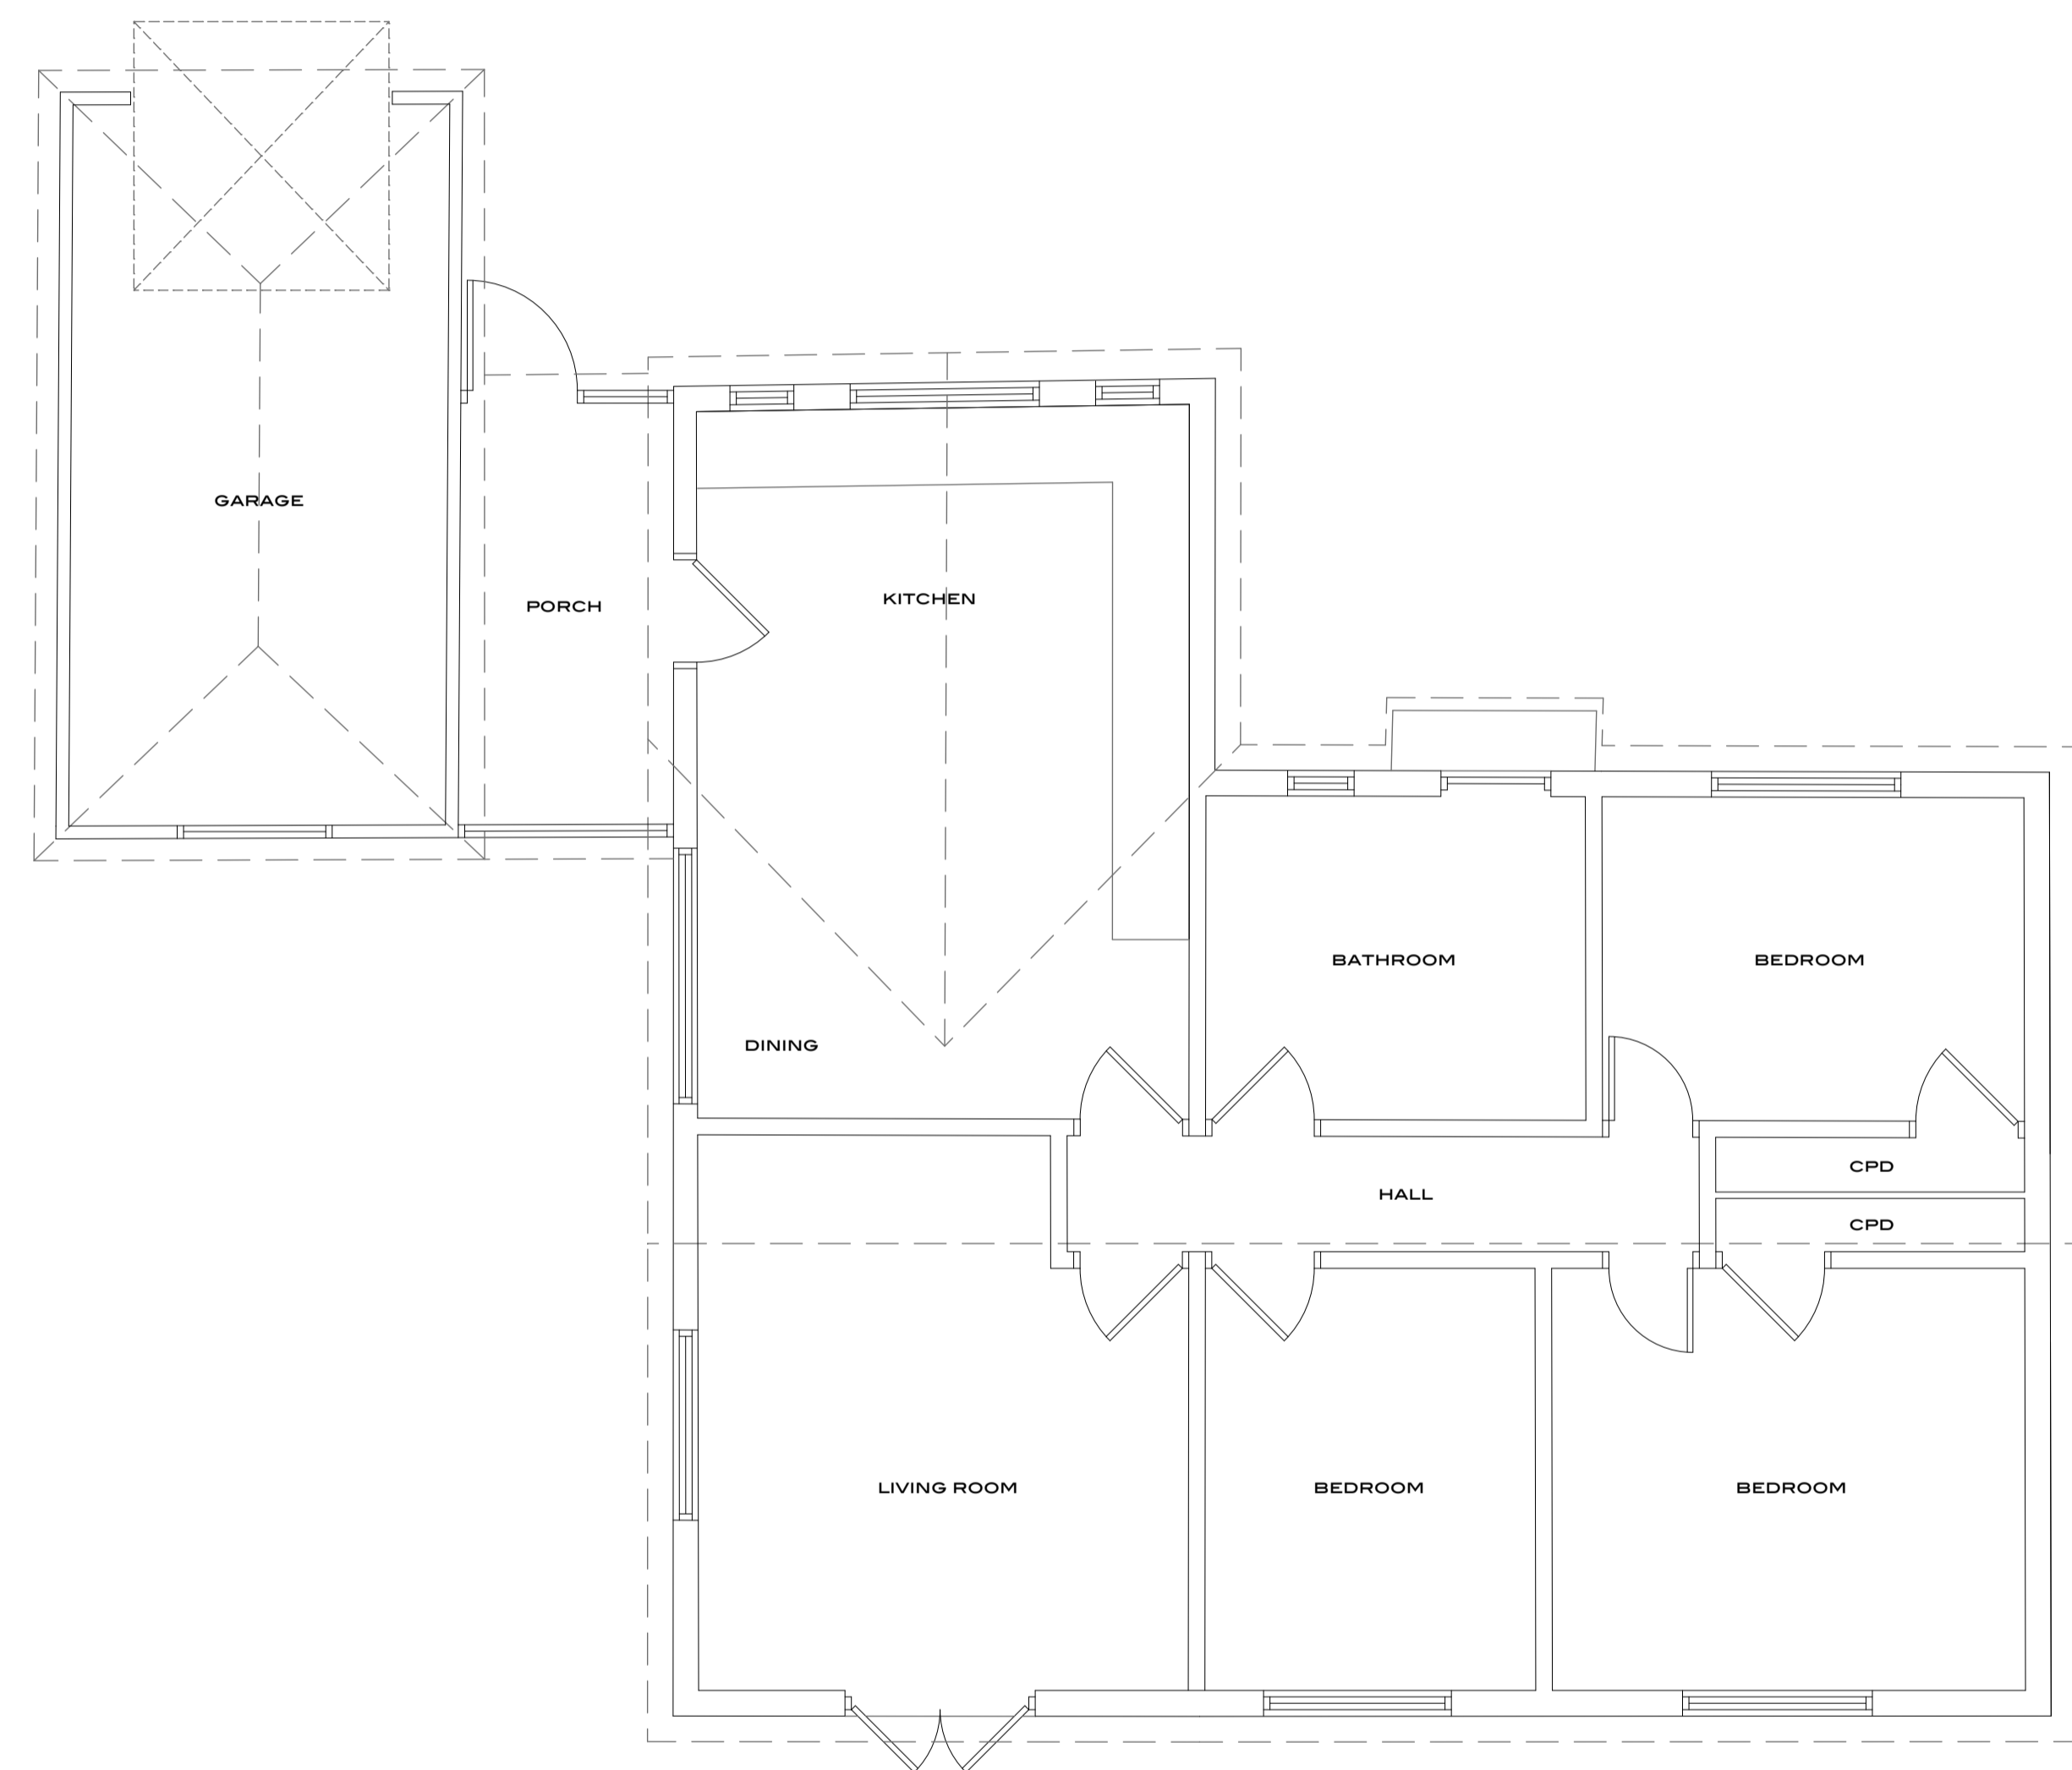 GARAGE
PORCH
KITCHEN
BATHROOM
BEDROOM
DINING
CPD
HALL
CPD
LIVING ROOM
BEDROOM
BEDROOM